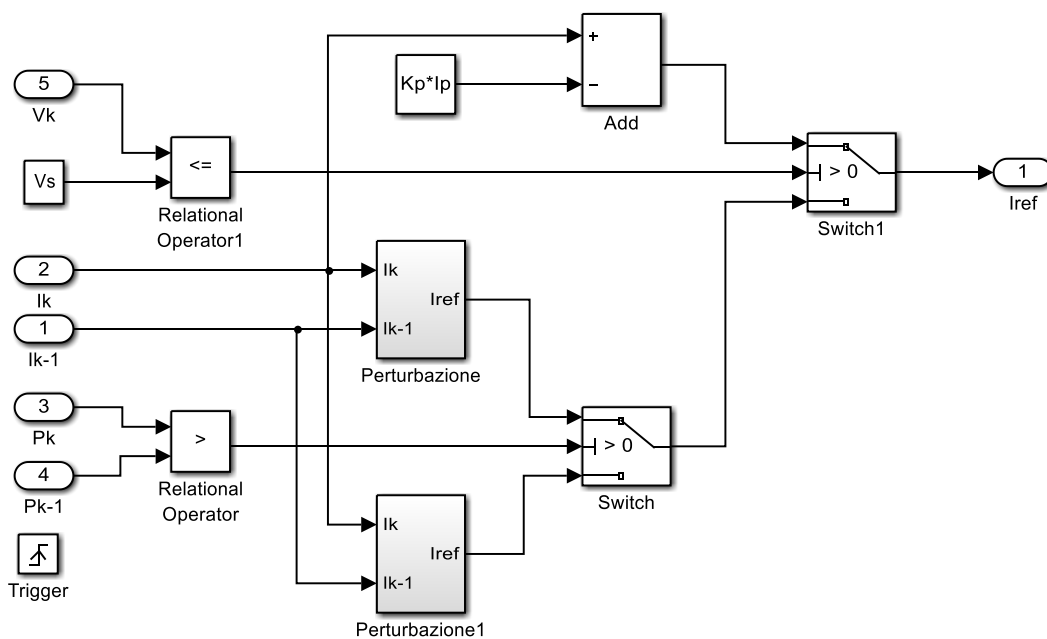 5
Vk
Vs
<=
Relational
Operator1
Kp*Ip
+
−
Add
> 0
Switch1
1
Iref
2
Ik
1
Ik-1
Ik
Iref
Ik-1
Perturbazione
3
Pk
4
Pk-1
>
Relational
Operator
> 0
Switch
Trigger
Ik
Iref
Ik-1
Perturbazione1